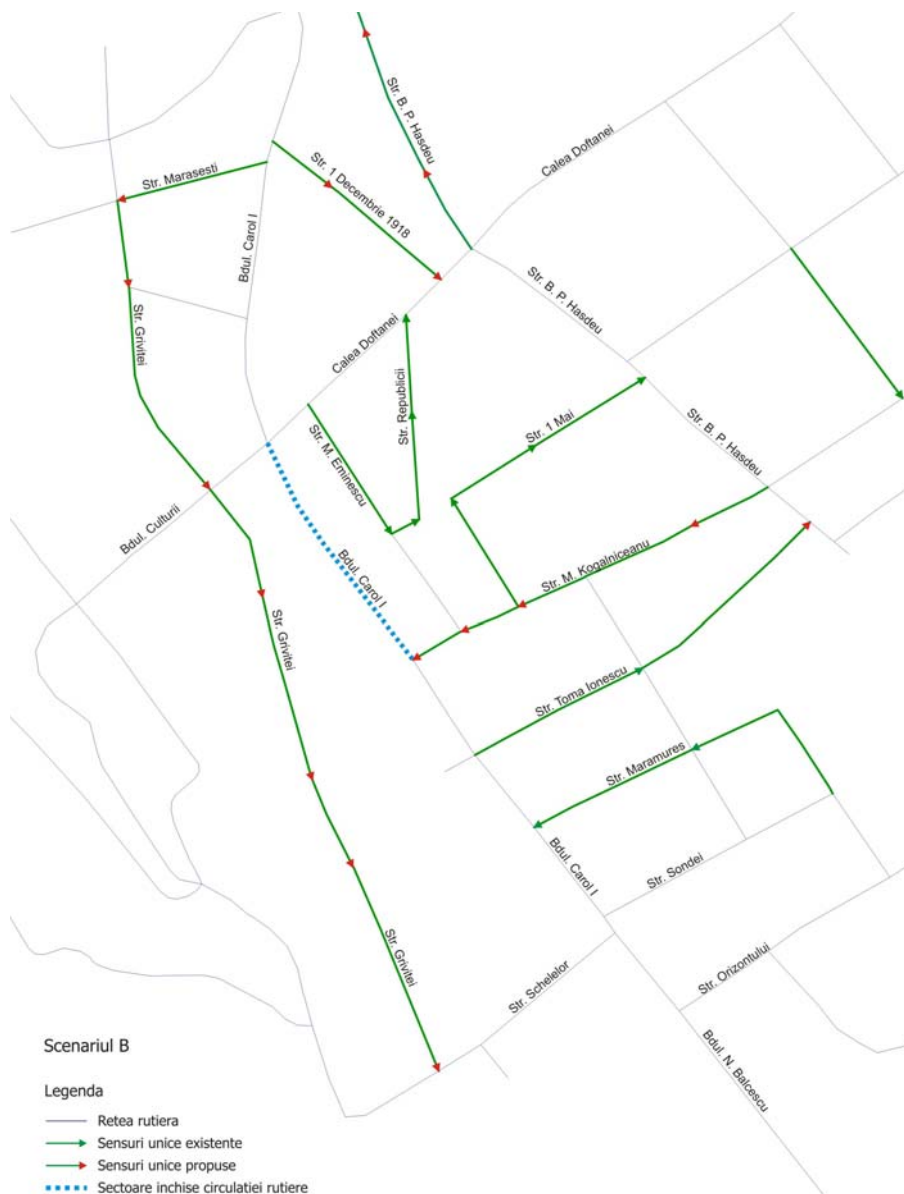 Str. B. P. Hasdeu
Calea Doftanei
Str. Marasesti
Str. 1 Decembrie 1918
Bdul. Carol I
Str. B. P. Hasdeu
Str. Grivitei
Calea Doftanei
Str. Republicii
Str. M. Eminescu
Str. 1 Mai
Str. B. P. Hasdeu
Bdul. Culturii
Bdul. Carol I
Str. M. Kogalniceanu
Str. Grivitei
Str. Toma Ionescu
Str. Maramures
Bdul. Carol I
Str. Sondei
Str. Grivitei
Str. Schelelor
Str. Orizontului
Bdul. N. Balcescu
Scenariul B
Legenda
Retea rutiera
Sensuri unice existente
Sensuri unice propuse
Sectoare inchise circulatiei rutiere